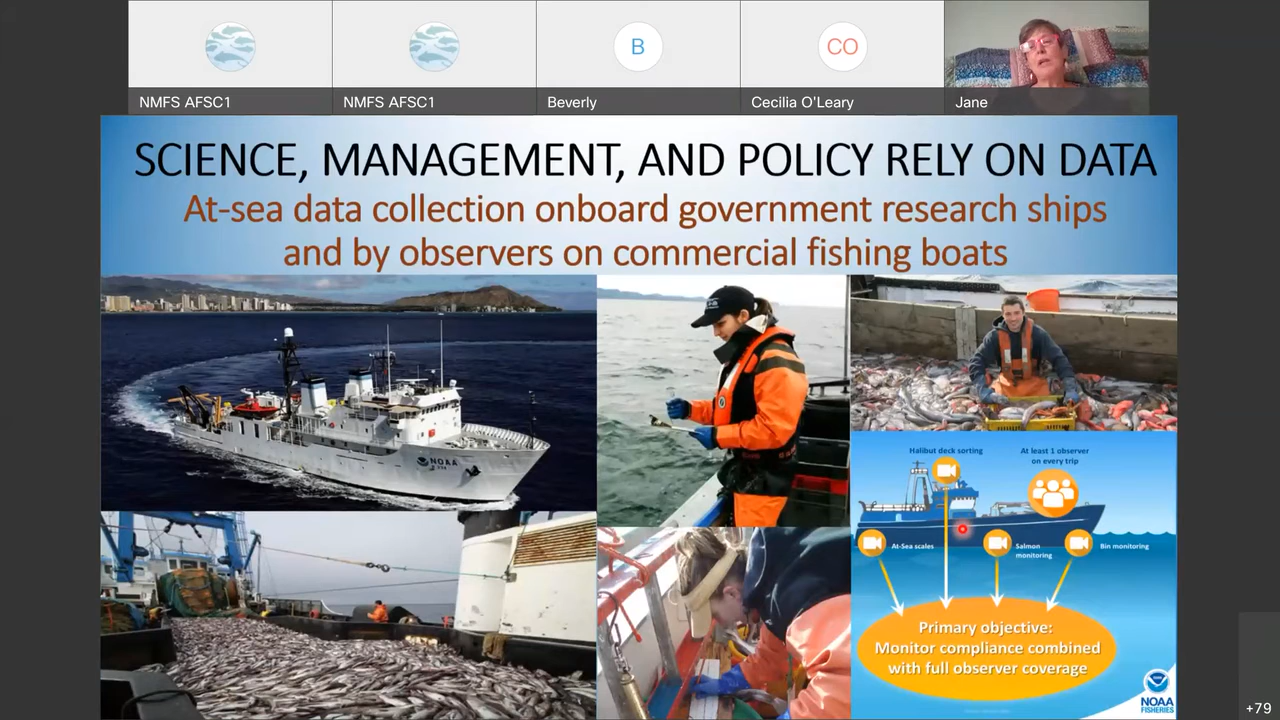 NMFS AFSC1
NMFS AFSC1
B
Beverly
CO
Cecilia O'Leary
Jane
SCIENCE, MANAGEMENT, AND POLICY RELY ON DATA
At-sea data collection onboard government research ships
and by observers on commercial fishing boats
NOAA
Halibut deck sorting
At least 1 observer
on every trip
At-Sea scales
Salmon
monitoring
Bin monitoring
Primary objective:
Monitor compliance combined
with full observer coverage
NOAA
FISHERIES
+79